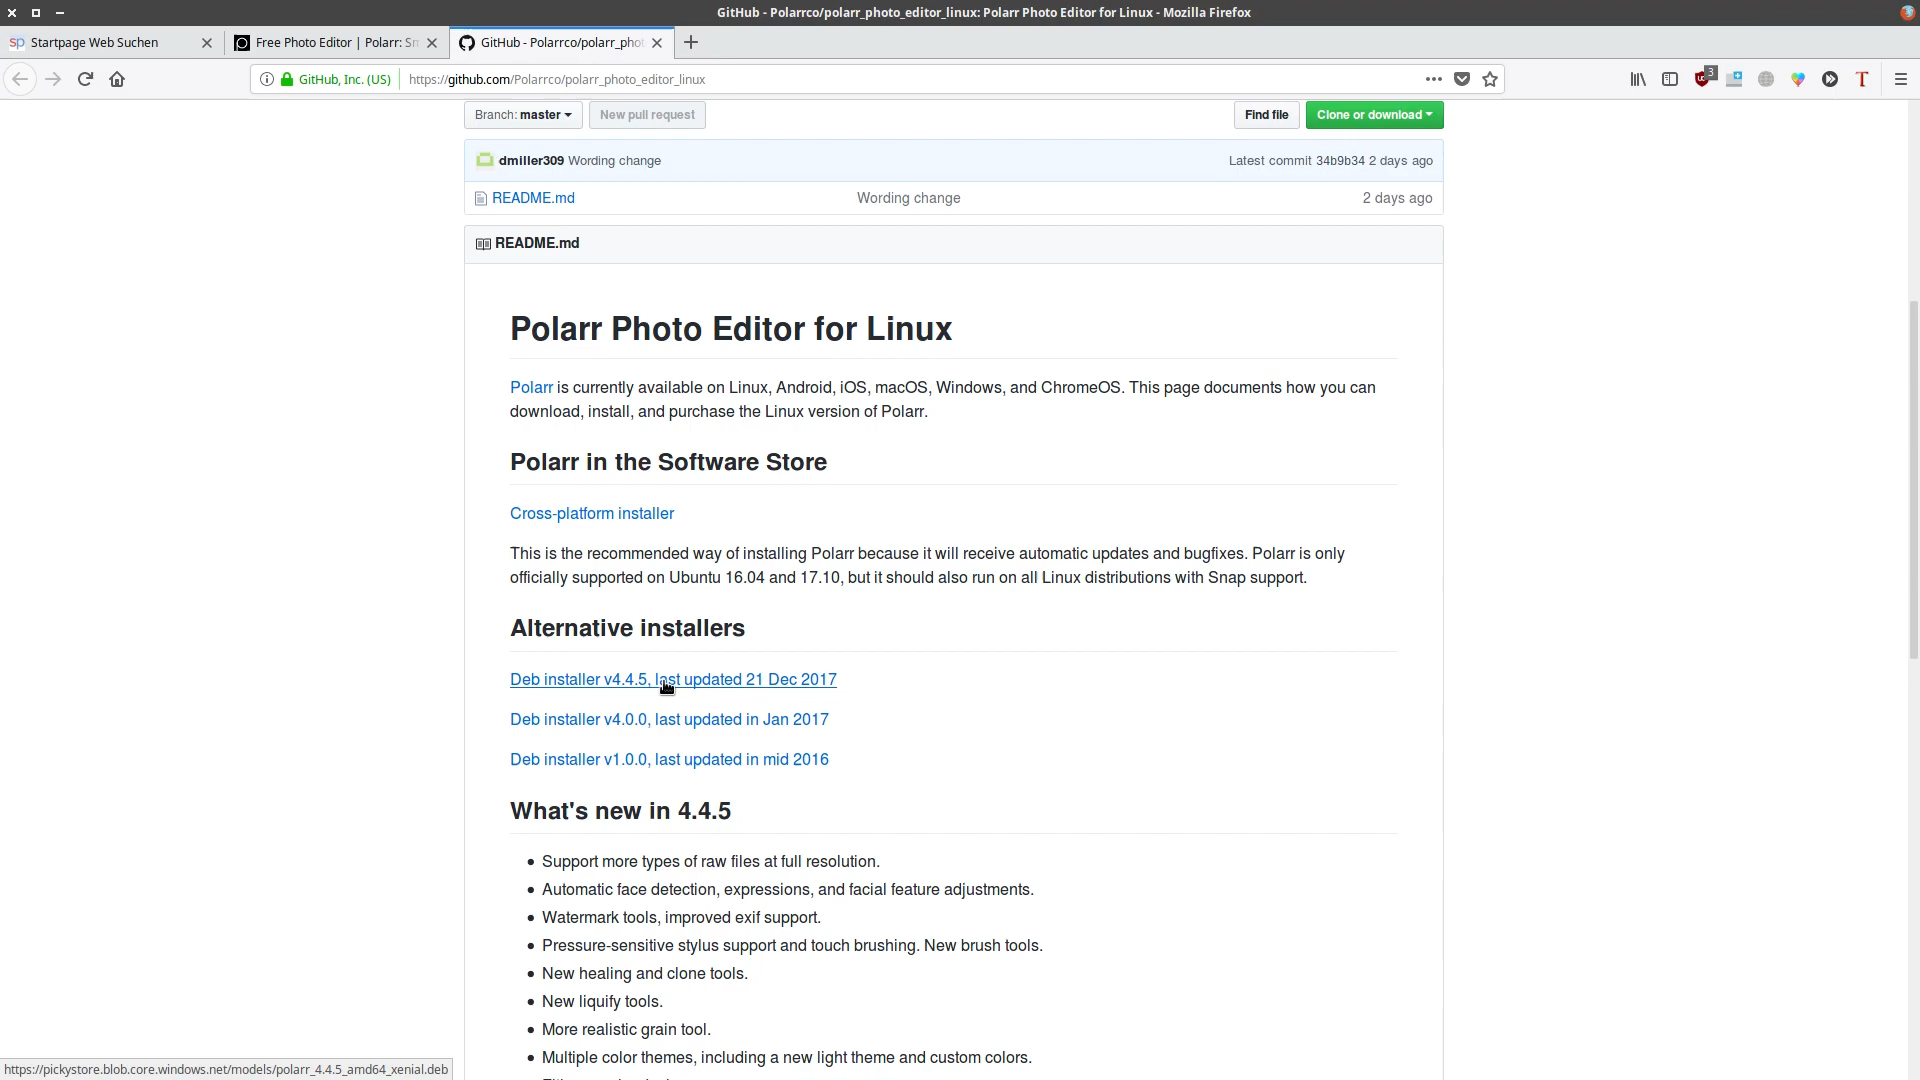 GitHub - Polarrco/polarr_photo_editor_linux: Polarr Photo Editor for Linux - Mozilla Firefox
sp Startpage Web Suchen
Free Photo Editor | Polarr: Sm
GitHub - Polarrco/polarr_phot
GitHub, Inc. (US)
https://github.com/Polarrco/polarr_photo_editor_linux
3
T
Branch: master
New pull request
Find file
Clone or download
dmiller309 Wording change
Latest commit 34b9b34 2 days ago
README.md
Wording change
2 days ago
README.md
Polarr Photo Editor for Linux
Polarr is currently available on Linux, Android, iOS, macOS, Windows, and ChromeOS. This page documents how you can
download, install, and purchase the Linux version of Polarr.
Polarr in the Software Store
Cross-platform installer
This is the recommended way of installing Polarr because it will receive automatic updates and bugfixes. Polarr is only
officially supported on Ubuntu 16.04 and 17.10, but it should also run on all Linux distributions with Snap support.
Alternative installers
Deb installer v4.4.5, last updated 21 Dec 2017
Deb installer v4.0.0, last updated in Jan 2017
Deb installer v1.0.0, last updated in mid 2016
What's new in 4.4.5
Support more types of raw files at full resolution.
Automatic face detection, expressions, and facial feature adjustments.
Watermark tools, improved exif support.
Pressure-sensitive stylus support and touch brushing. New brush tools.
New healing and clone tools.
New liquify tools.
More realistic grain tool.
Multiple color themes, including a new light theme and custom colors.
https://pickystore.blob.core.windows.net/models/polarr_4.4.5_amd64_xenial.deb